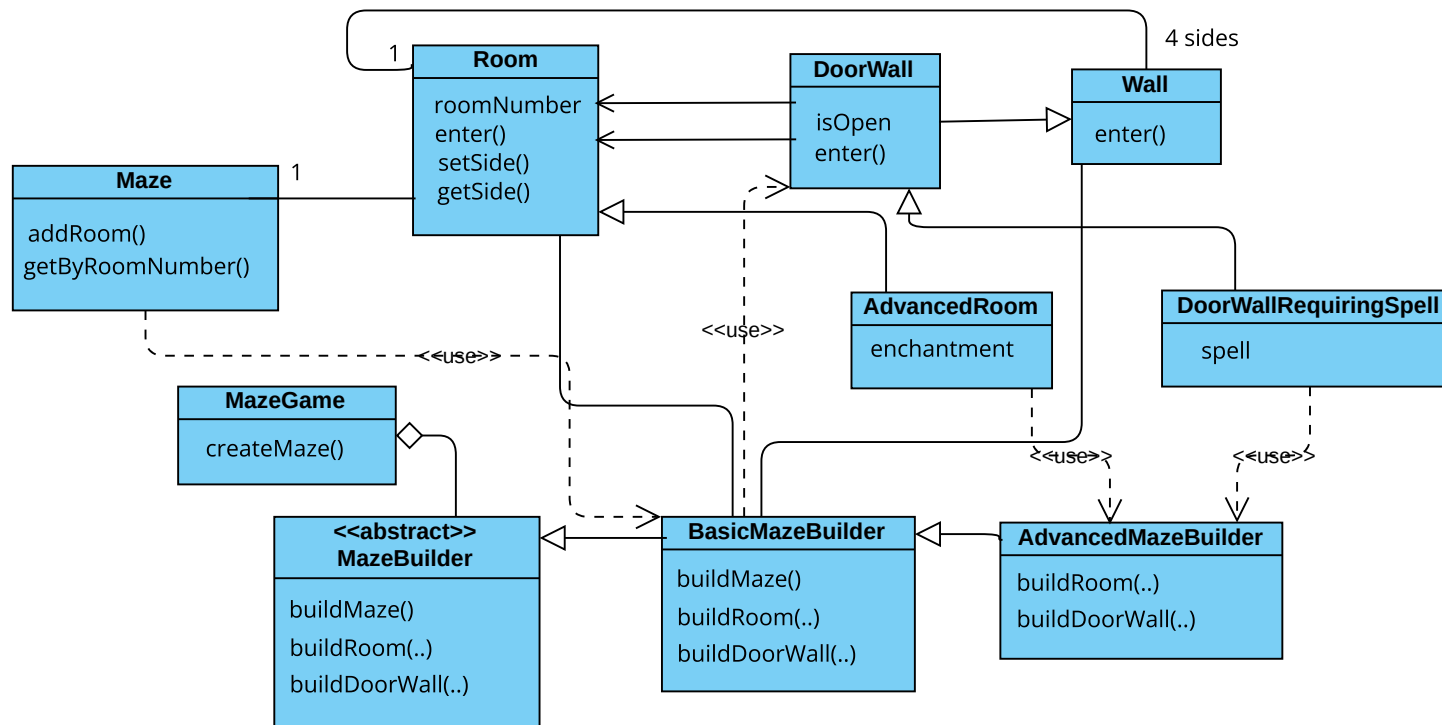 1
4 sides
Room
roomNumber
enter()
setSide()
getSide()
DoorWall
isOpen
enter()
Wall
enter()
1
Maze
addRoom()
getByRoomNumber()
AdvancedRoom
enchantment
DoorWallRequiringSpell
spell
<<use>>
<<use>>
MazeGame
createMaze()
<<use>>
<<use>>
<<abstract>>
MazeBuilder
buildMaze()
buildRoom(..)
buildDoorWall(..)
BasicMazeBuilder
buildMaze()
buildRoom(..)
buildDoorWall(..)
AdvancedMazeBuilder
buildRoom(..)
buildDoorWall(..)